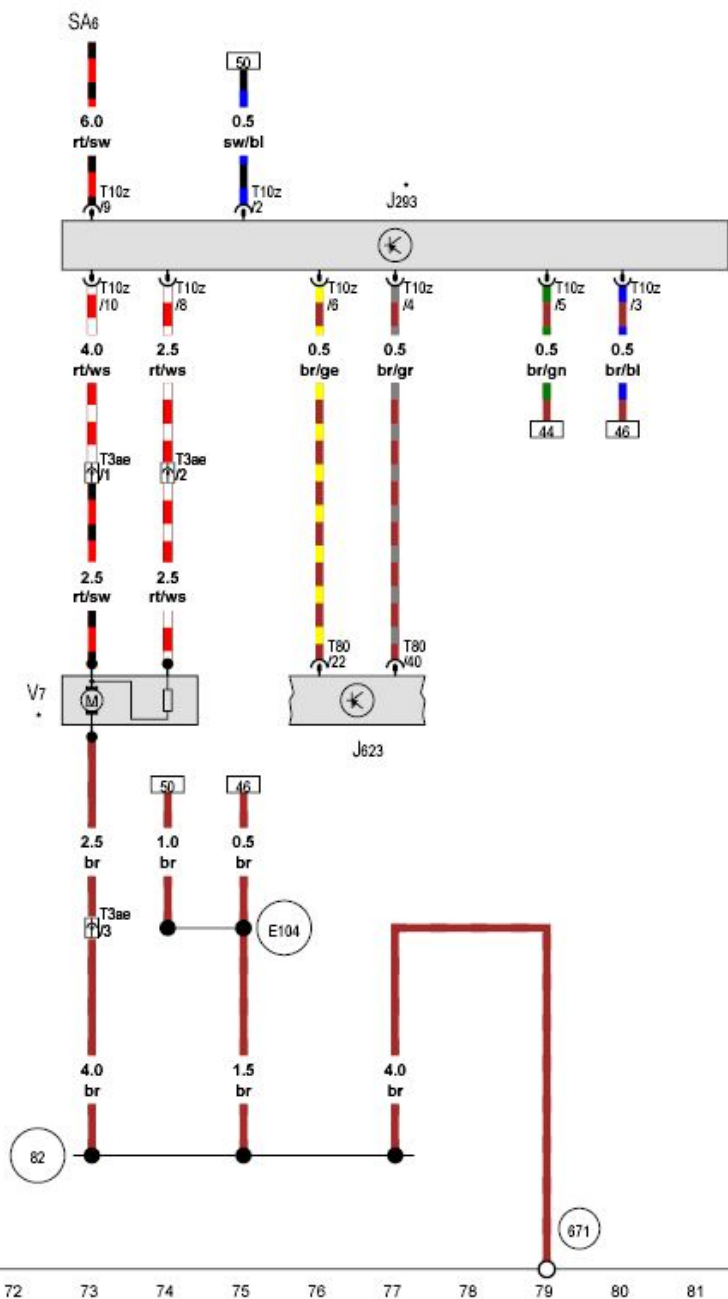 SA6
50
6.0
rt/sw
0.5
sw/bl
T10z
/9
T10z
/2
*
J293
T10z
/10
T10z
/8
T10z
/6
T10z
/4
T10z
/5
T10z
/3
4.0
rt/ws
2.5
rt/ws
0.5
br/ge
0.5
br/gr
0.5
br/gn
0.5
br/bl
44
46
T3ae
/1
T3ae
/2
2.5
rt/sw
2.5
rt/ws
T80
/22
T80
/40
V7
*
M
J623
50
46
2.5
br
1.0
br
0.5
br
T3ae
/3
E104
4.0
br
1.5
br
4.0
br
82
671
72 73 74 75 76 77 78 79 80 81